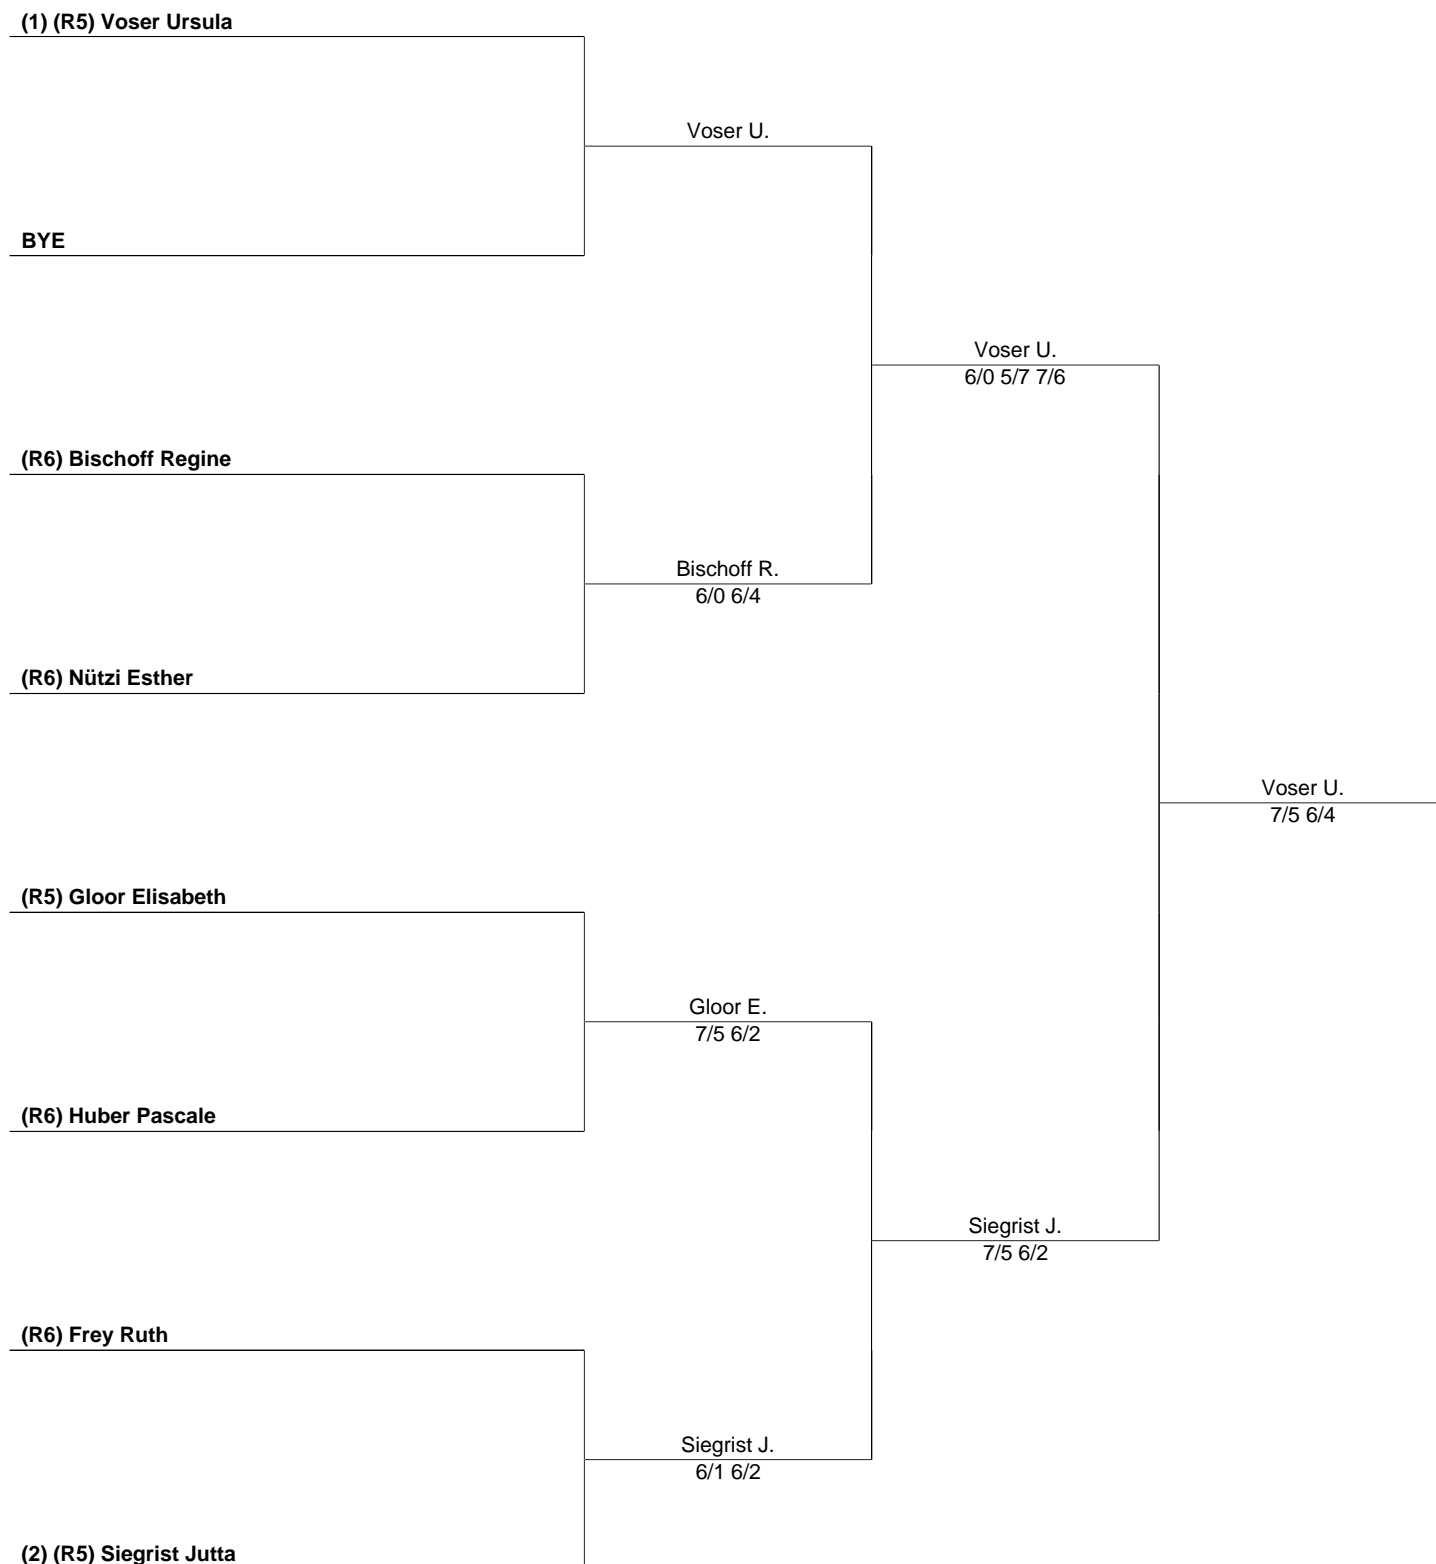 (1) (R5) Voser Ursula
Voser U.
BYE
Voser U.
6/0 5/7 7/6
(R6) Bischoff Regine
Bischoff R.
6/0 6/4
(R6) Nützi Esther
Voser U.
7/5 6/4
(R5) Gloor Elisabeth
Gloor E.
7/5 6/2
(R6) Huber Pascale
Siegrist J.
7/5 6/2
(R6) Frey Ruth
Siegrist J.
6/1 6/2
(2) (R5) Siegrist Jutta